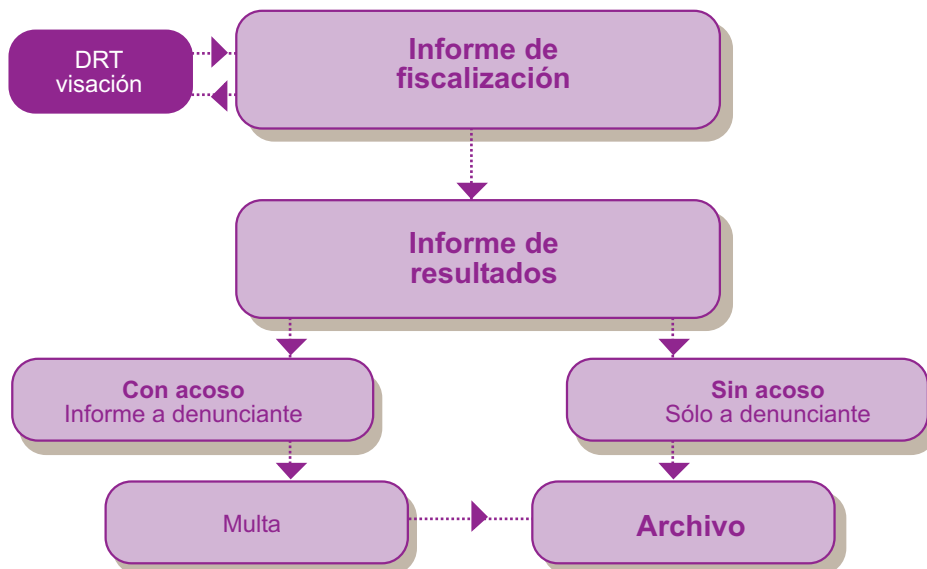 DRT
visación
Informe de
fiscalización
Informe de
resultados
Con acoso
Informe a denunciante
Sin acoso
Sólo a denunciante
Multa
Archivo